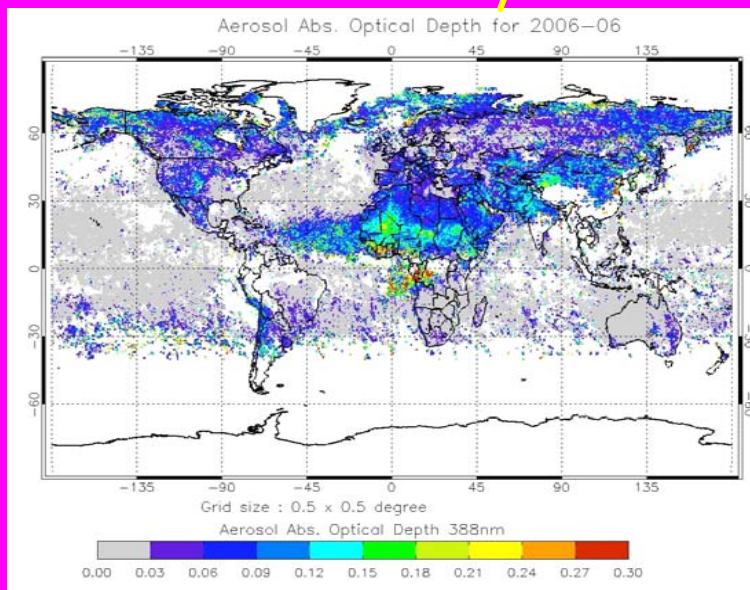 Aerosol Abs. Optical Depth for 2006-06
-135 -90 -45 0 45 90 135
60
30
0
-30
-60
-135 -90 -45 0 45 90 135
Grid size : 0.5 x 0.5 degree
Aerosol Abs. Optical Depth 388nm
0.00 0.03 0.06 0.09 0.12 0.15 0.18 0.21 0.24 0.27 0.30